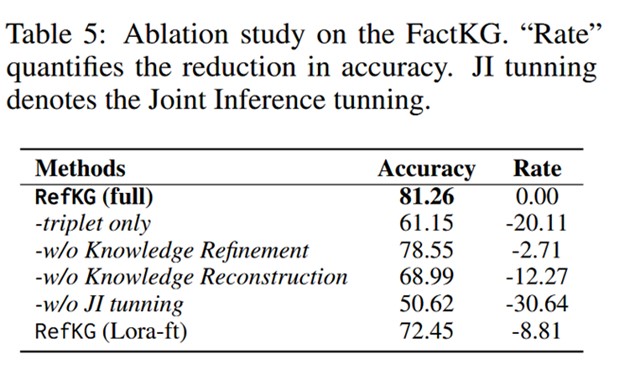 Table 5: Ablation study on the FactKG. “Rate”
quantifies the reduction in accuracy. JI tunning
denotes the Joint Inference tunning.
Methods Accuracy Rate
RefKG (full) 81.26 0.00
-triplet only 61.15 -20.11
-w/o Knowledge Refinement 78.55 -2.71
-w/o Knowledge Reconstruction 68.99 -12.27
-w/o JI tunning 50.62 -30.64
RefKG (Lora-ft) 72.45 -8.81